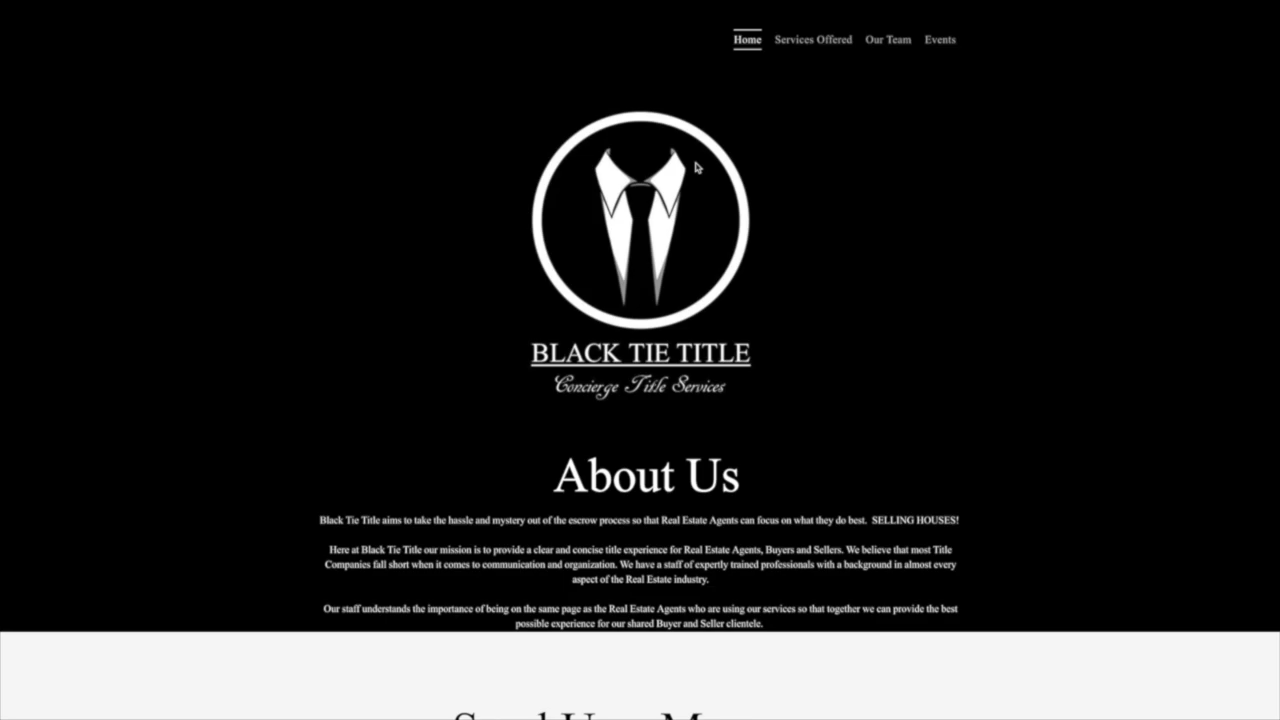 Home Services Offered Our Team Events
BLACK TIE TITLE
Concierge Title Services
About Us
Black Tie Title aims to take the hassle and mystery out of the escrow process so that Real Estate Agents can focus on what they do best.  SELLING HOUSES!
Here at Black Tie Title our mission is to provide a clear and concise title experience for Real Estate Agents, Buyers and Sellers. We believe that most Title
Companies fall short when it comes to communication and organization. We have a staff of expertly trained professionals with a background in almost every
aspect of the Real Estate industry.
Our staff understands the importance of being on the same page as the Real Estate Agents who are using our services so that together we can provide the best
possible experience for our shared Buyer and Seller clientele.